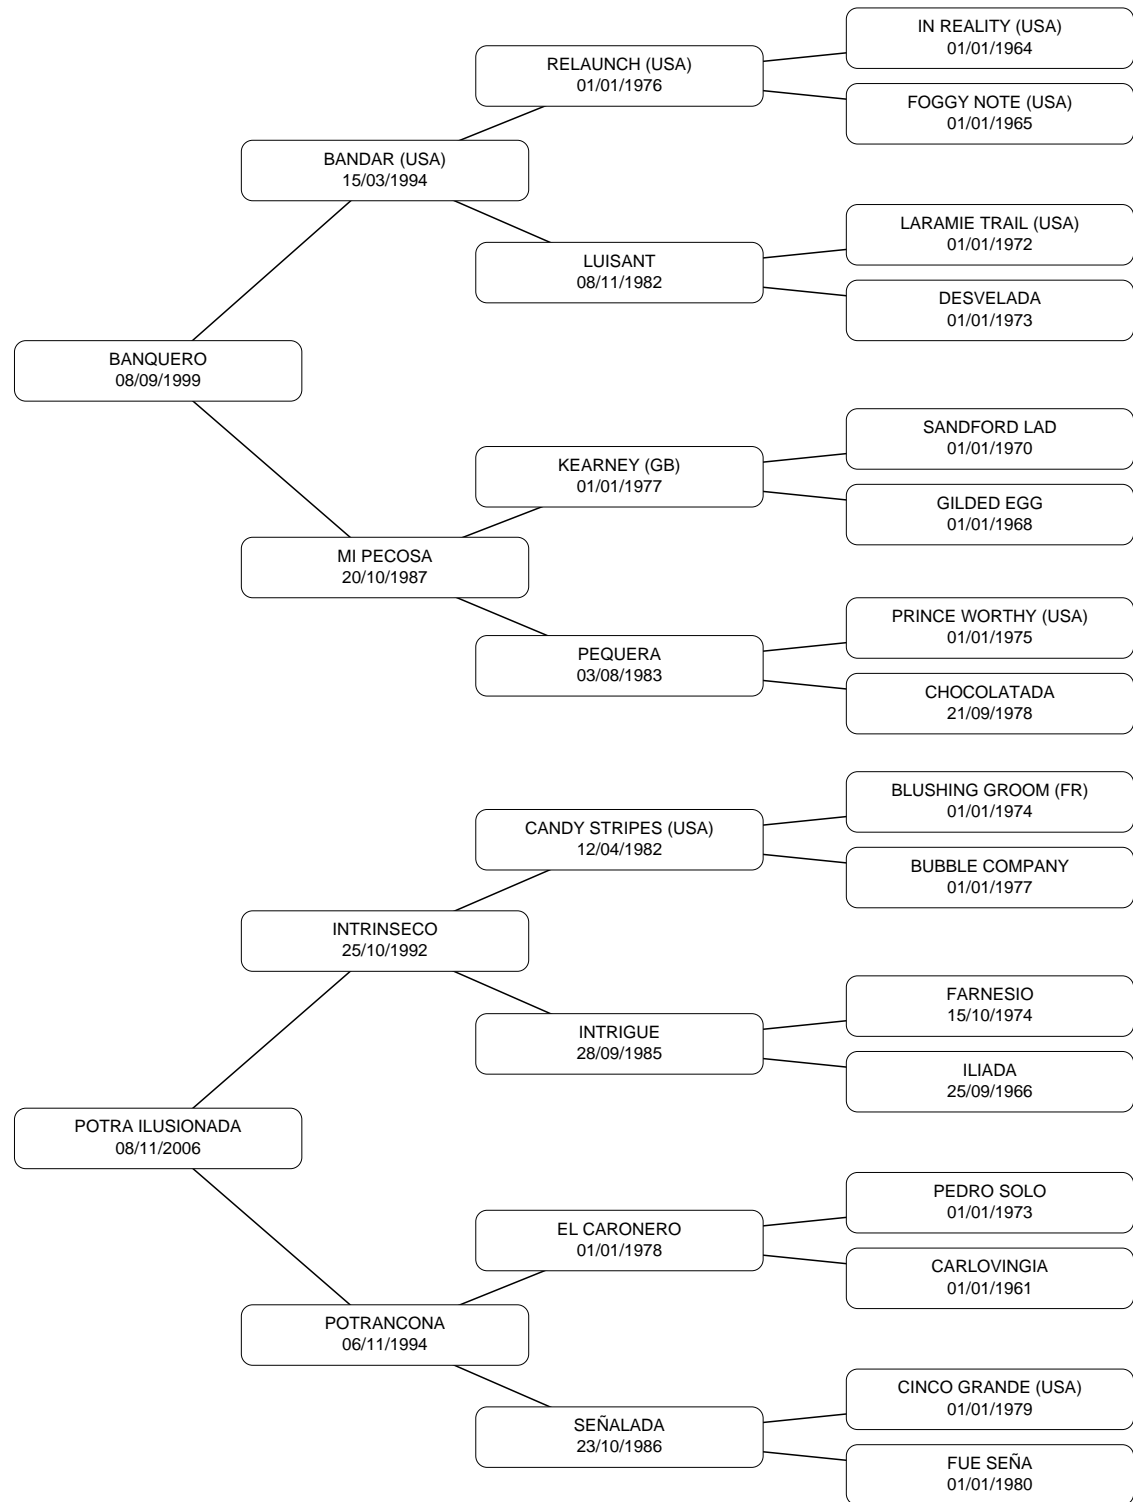 IN REALITY (USA)
01/01/1964
RELAUNCH (USA)
01/01/1976
FOGGY NOTE (USA)
01/01/1965
BANDAR (USA)
15/03/1994
LARAMIE TRAIL (USA)
01/01/1972
LUISANT
08/11/1982
DESVELADA
01/01/1973
BANQUERO
08/09/1999
SANDFORD LAD
01/01/1970
KEARNEY (GB)
01/01/1977
GILDED EGG
01/01/1968
MI PECOSA
20/10/1987
PRINCE WORTHY (USA)
01/01/1975
PEQUERA
03/08/1983
CHOCOLATADA
21/09/1978
BLUSHING GROOM (FR)
01/01/1974
CANDY STRIPES (USA)
12/04/1982
BUBBLE COMPANY
01/01/1977
INTRINSECO
25/10/1992
FARNESIO
15/10/1974
INTRIGUE
28/09/1985
ILIADA
25/09/1966
POTRA ILUSIONADA
08/11/2006
PEDRO SOLO
01/01/1973
EL CARONERO
01/01/1978
CARLOVINGIA
01/01/1961
POTRANCONA
06/11/1994
CINCO GRANDE (USA)
01/01/1979
SEÑALADA
23/10/1986
FUE SEÑA
01/01/1980